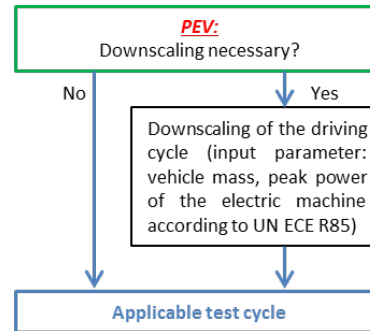 PEV:
Downscaling necessary?
No
Yes
Downscaling of the driving
cycle (input parameter:
vehicle mass, peak power
of the electric machine
according to UN ECE R85)
Applicable test cycle